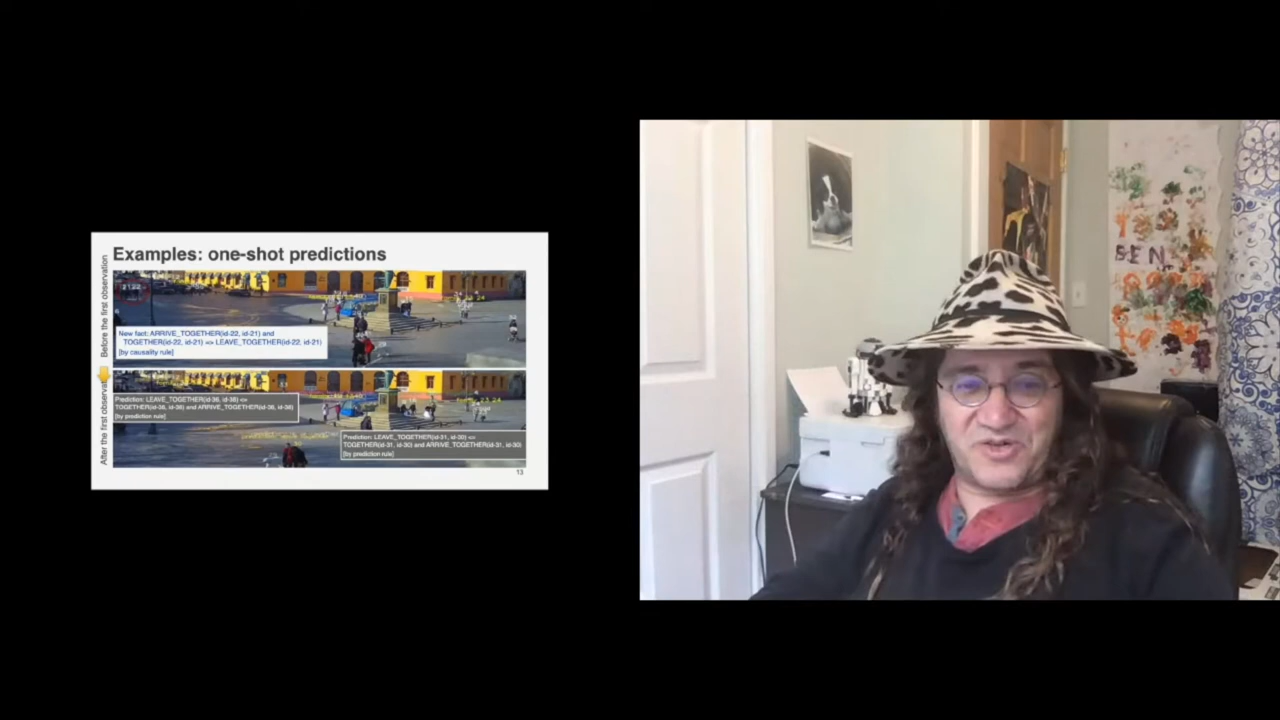 Examples: one-shot predictions
Before the first observation
2122
New fact: ARRIVE_TOGETHER(id-22, id-21) and
TOGETHER(id-22, id-21) => LEAVE_TOGETHER(id-22, id-21)
[by causality rule]
After the first observation
Prediction: LEAVE_TOGETHER(id-36, id-38) <=
TOGETHER(id-36, id-38) and ARRIVE_TOGETHER(id-36, id-38)
[by prediction rule]
Prediction: LEAVE_TOGETHER(id-31, id-30) <=
TOGETHER(id-31, id-30) and ARRIVE_TOGETHER(id-31, id-30)
[by prediction rule]
13
BEN